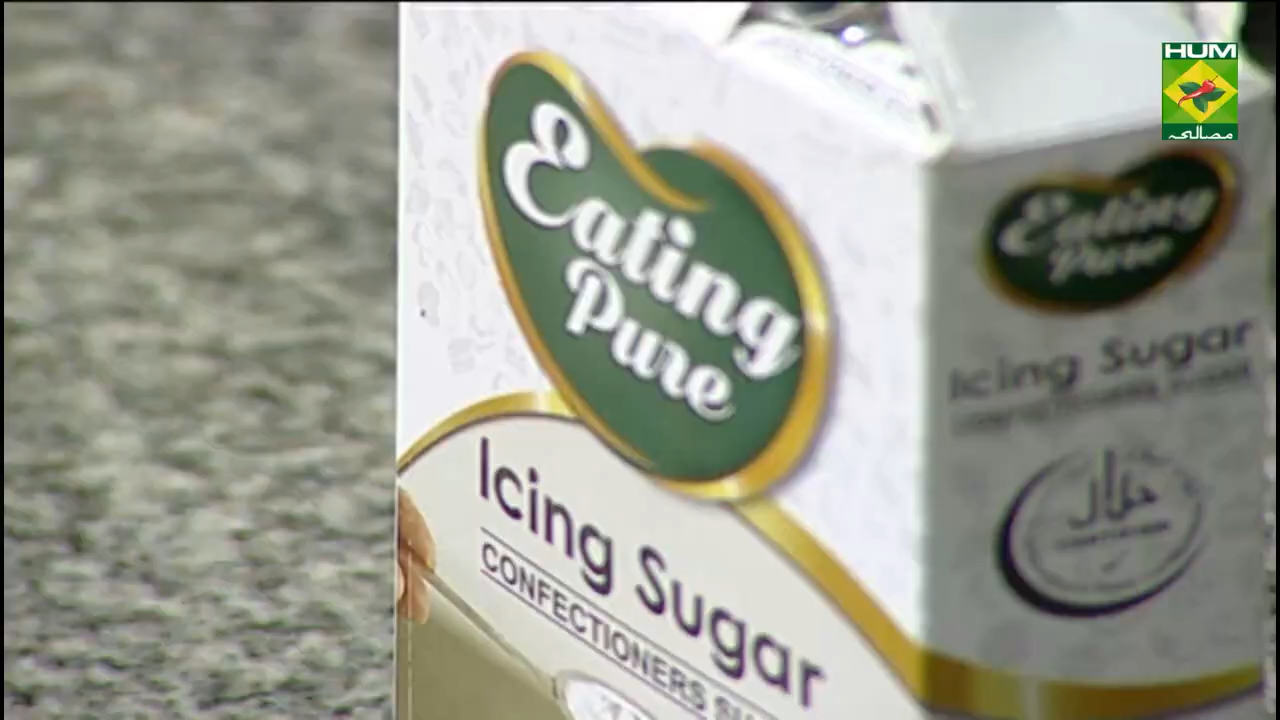 HUM
مصالحہ
Eating
Pure
Icing Sugar
CONFECTIONERS
Eating
Pure
Icing Sugar
حلال